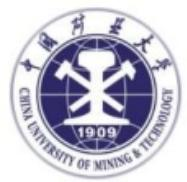 中国矿业大学
1909
CHINA UNIVERSITY OF MINING & TECHNOLOGY